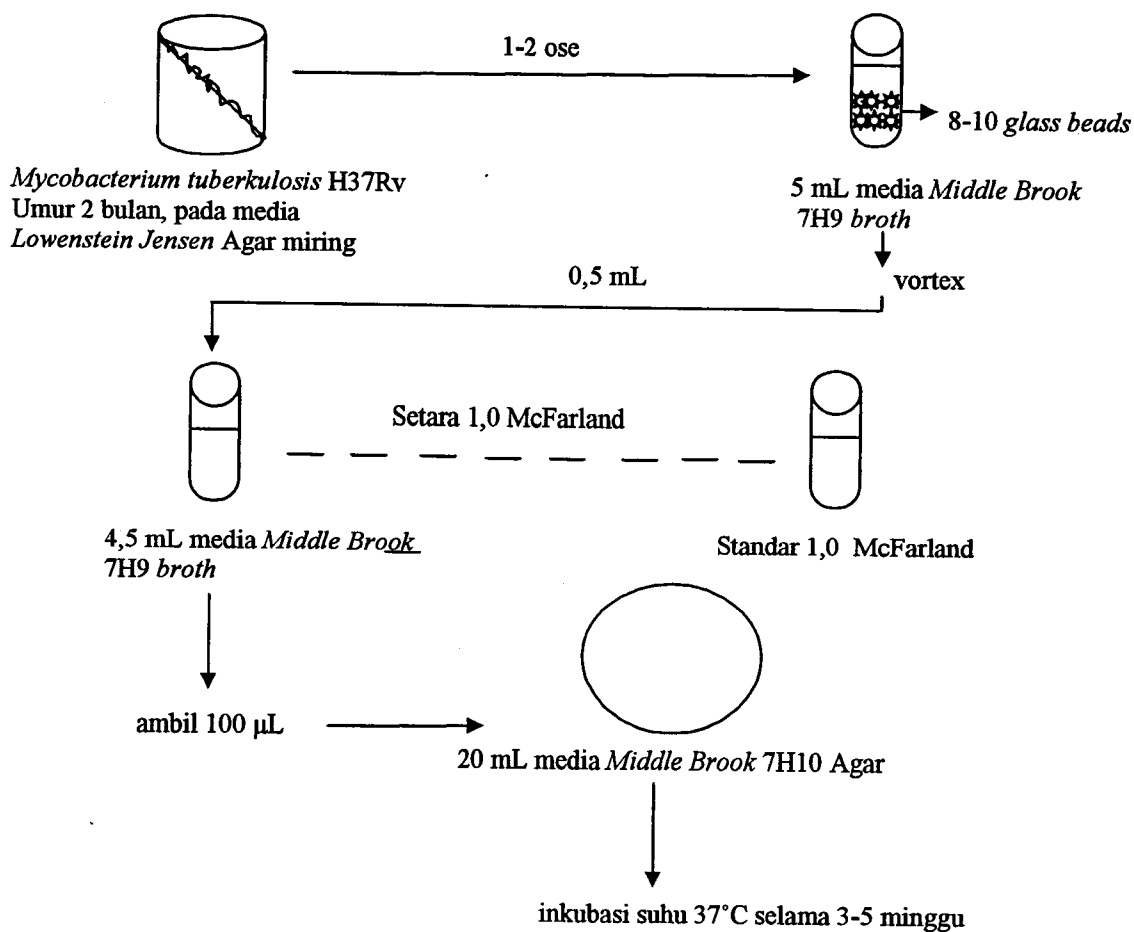 1-2 ose
8-10 glass beads
Mycobacterium tuberkulosis H37Rv
Umur 2 bulan, pada media
Lowenstein Jensen Agar miring
5 mL media Middle Brook
7H9 broth
0,5 mL
vortex
Setara 1,0 McFarland
4,5 mL media Middle Brook
7H9 broth
Standar 1,0 McFarland
ambil 100 μL
20 mL media Middle Brook 7H10 Agar
inkubasi suhu 37°C selama 3-5 minggu